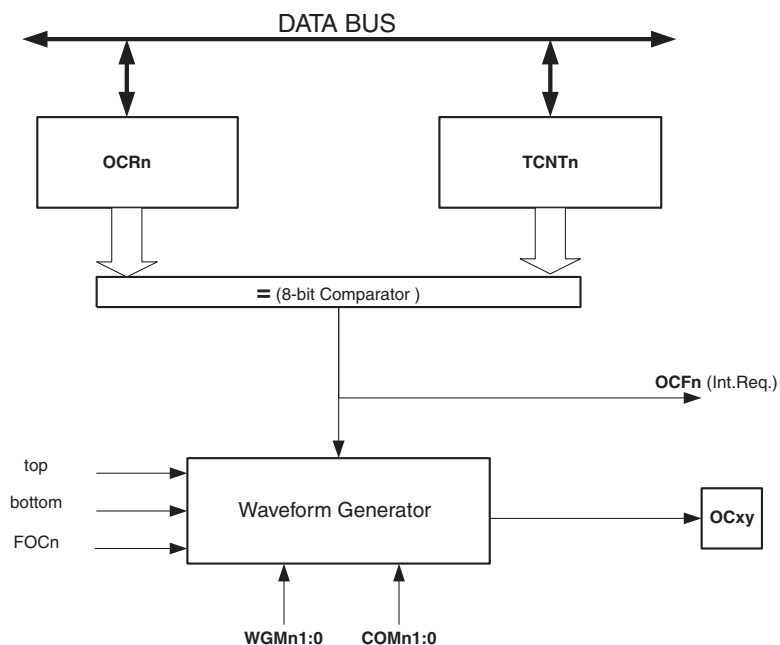 DATA BUS
OCRn
TCNTn
= (8-bit Comparator )
OCFn (Int.Req.)
top
bottom
FOCn
Waveform Generator
OCxy
WGMn1:0
COMn1:0